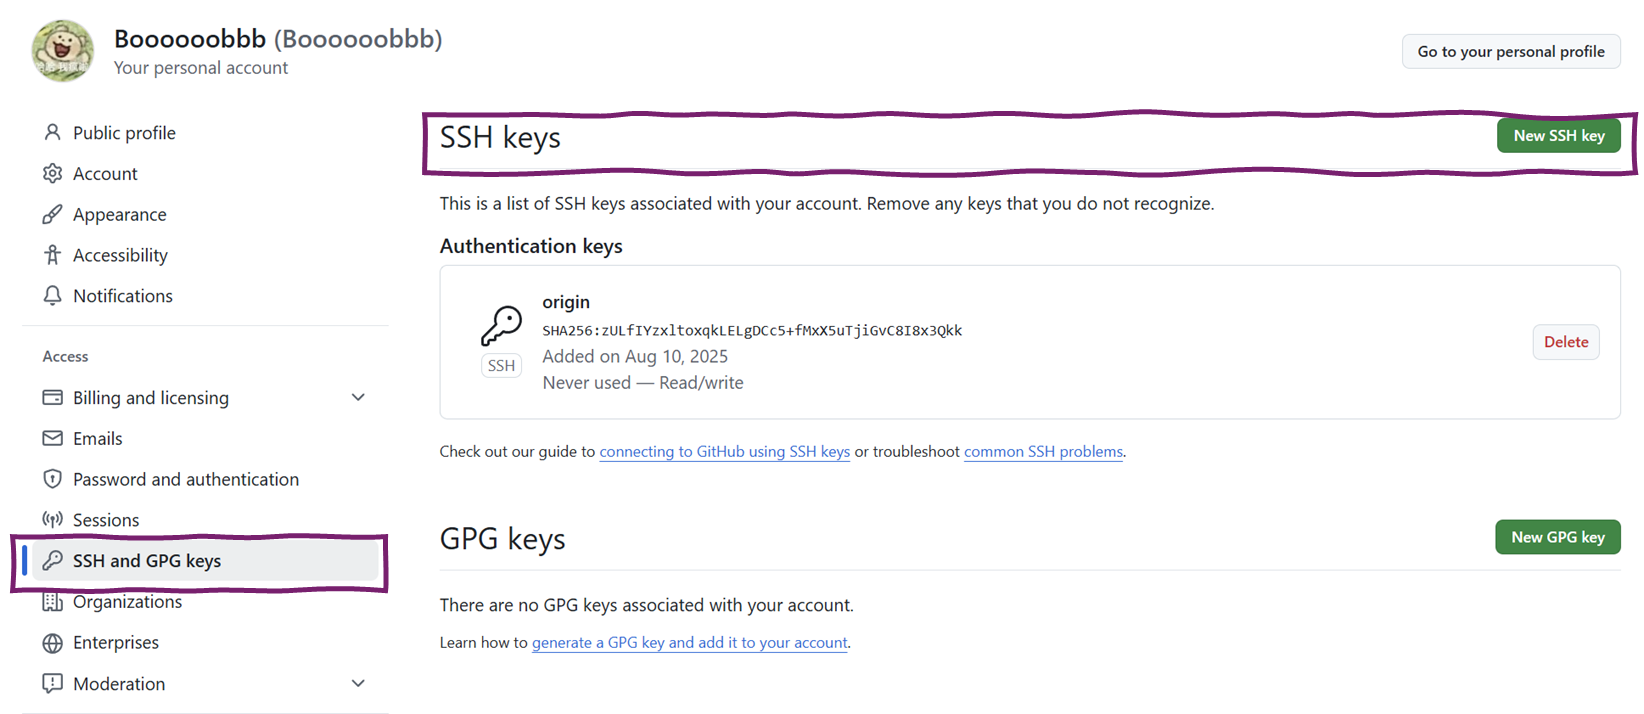 Boooooobbb (Boooooobbb)
Your personal account
Go to your personal profile
Public profile
Account
Appearance
Accessibility
Notifications
Access
Billing and licensing
Emails
Password and authentication
Sessions
SSH and GPG keys
Organizations
Enterprises
Moderation
SSH keys
New SSH key
This is a list of SSH keys associated with your account. Remove any keys that you do not recognize.
Authentication keys
origin
SHA256:zULfIYzxltoxqkLELgDCc5+fMxX5uTjiGvC8I8x3Qkk
SSH
Added on Aug 10, 2025
Never used — Read/write
Delete
Check out our guide to connecting to GitHub using SSH keys or troubleshoot common SSH problems.
GPG keys
New GPG key
There are no GPG keys associated with your account.
Learn how to generate a GPG key and add it to your account.